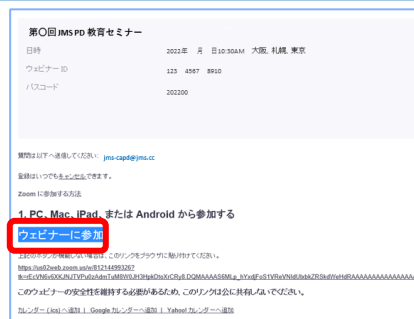 第〇回 JMS PD 教育セミナー
日時 2022年 月 日10:30AM 大阪, 札幌, 東京
ウェビナー ID 123 4567 8910
パスコード 202200
質問は以下へ送信してください: jms-capd@jms.cc
登録はいつでもキャンセルできます。
Zoom に参加する方法
1. PC、Mac、iPad、または Android から参加する
ウェビナーに参加
上記のボタンが機能しない場合は、このリンクをブラウザに貼り付けてください。
https://us02web.zoom.us/w/81214499326?
このウェビナーの安全性を維持する必要があるため、このリンクは公に共有しないでください。
カレンダー (.ics) へ追加 | Google カレンダーへ追加 | Yahoo! カレンダーへ追加